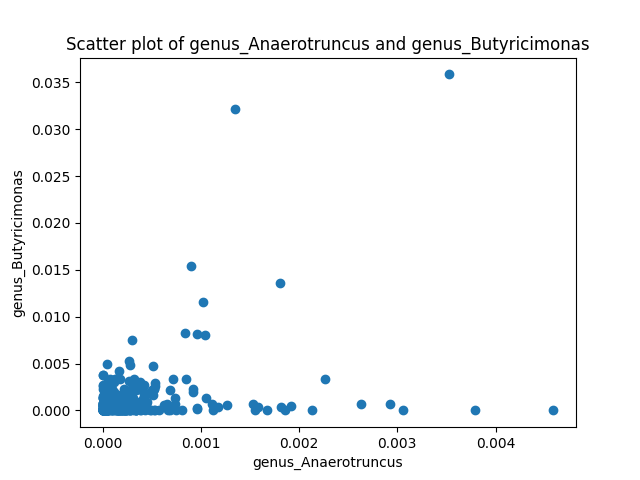 Scatter plot of genus_Anaerotruncus and genus_Butyricimonas
0.035
0.030
0.025
0.020
0.015
0.010
0.005
0.000
genus_Butyricimonas
0.000 0.001 0.002 0.003 0.004
genus_Anaerotruncus